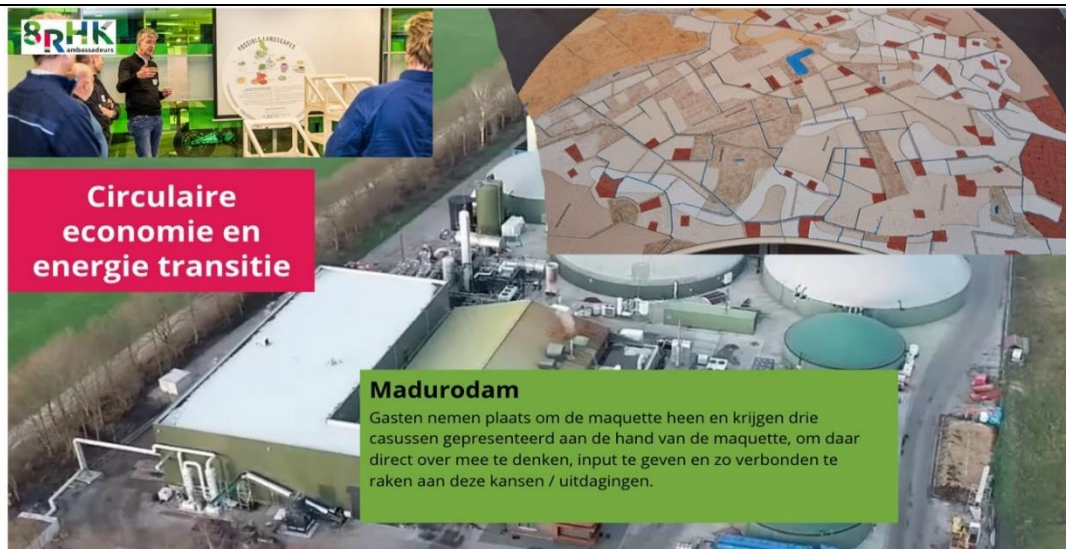 8RHK
ambassadeurs
POSSIBLE LANDSCAPES
Circulaire
economie en
energie transitie
Madurodam
Gasten nemen plaats om de maquette heen en krijgen drie
casussen gepresenteerd aan de hand van de maquette, om daar
direct over mee te denken, input te geven en zo verbonden te
raken aan deze kansen / uitdagingen.